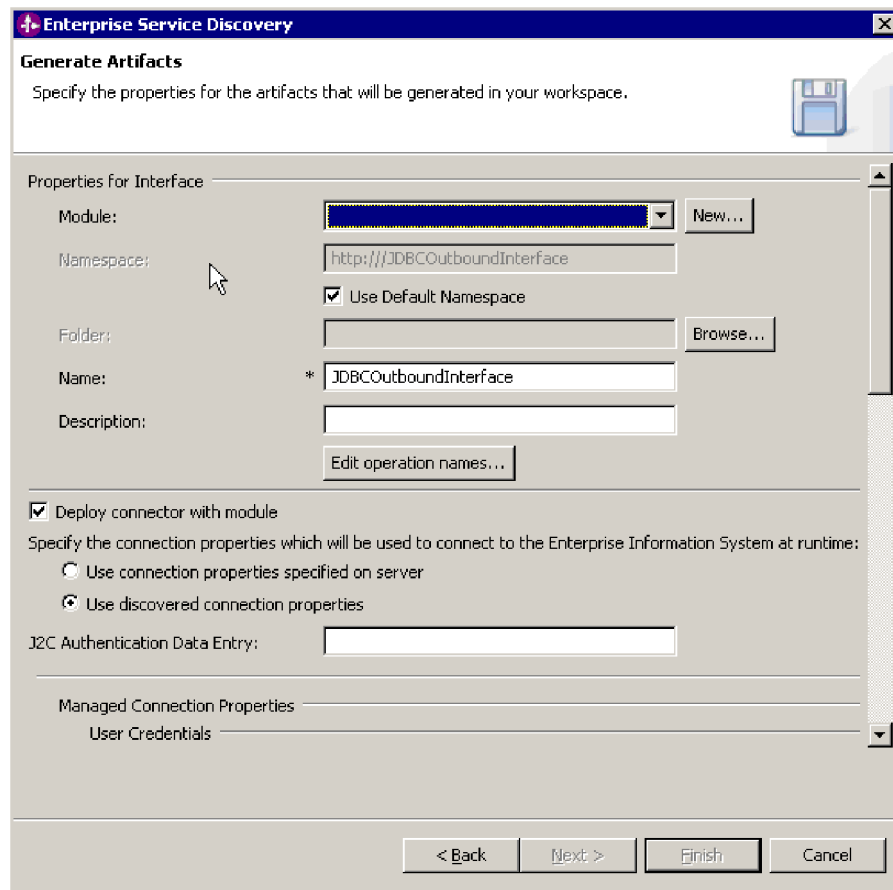 Enterprise Service Discovery
Generate Artifacts
Specify the properties for the artifacts that will be generated in your workspace.
Properties for Interface
Module: New...
Namespace: http:///JDBCOutboundInterface
Use Default Namespace
Folder: Browse...
Name: * JDBCOutboundInterface
Description:
Edit operation names...
Deploy connector with module
Specify the connection properties which will be used to connect to the Enterprise Information System at runtime:
Use connection properties specified on server
Use discovered connection properties
J2C Authentication Data Entry:
Managed Connection Properties
User Credentials
< Back Next > Finish Cancel